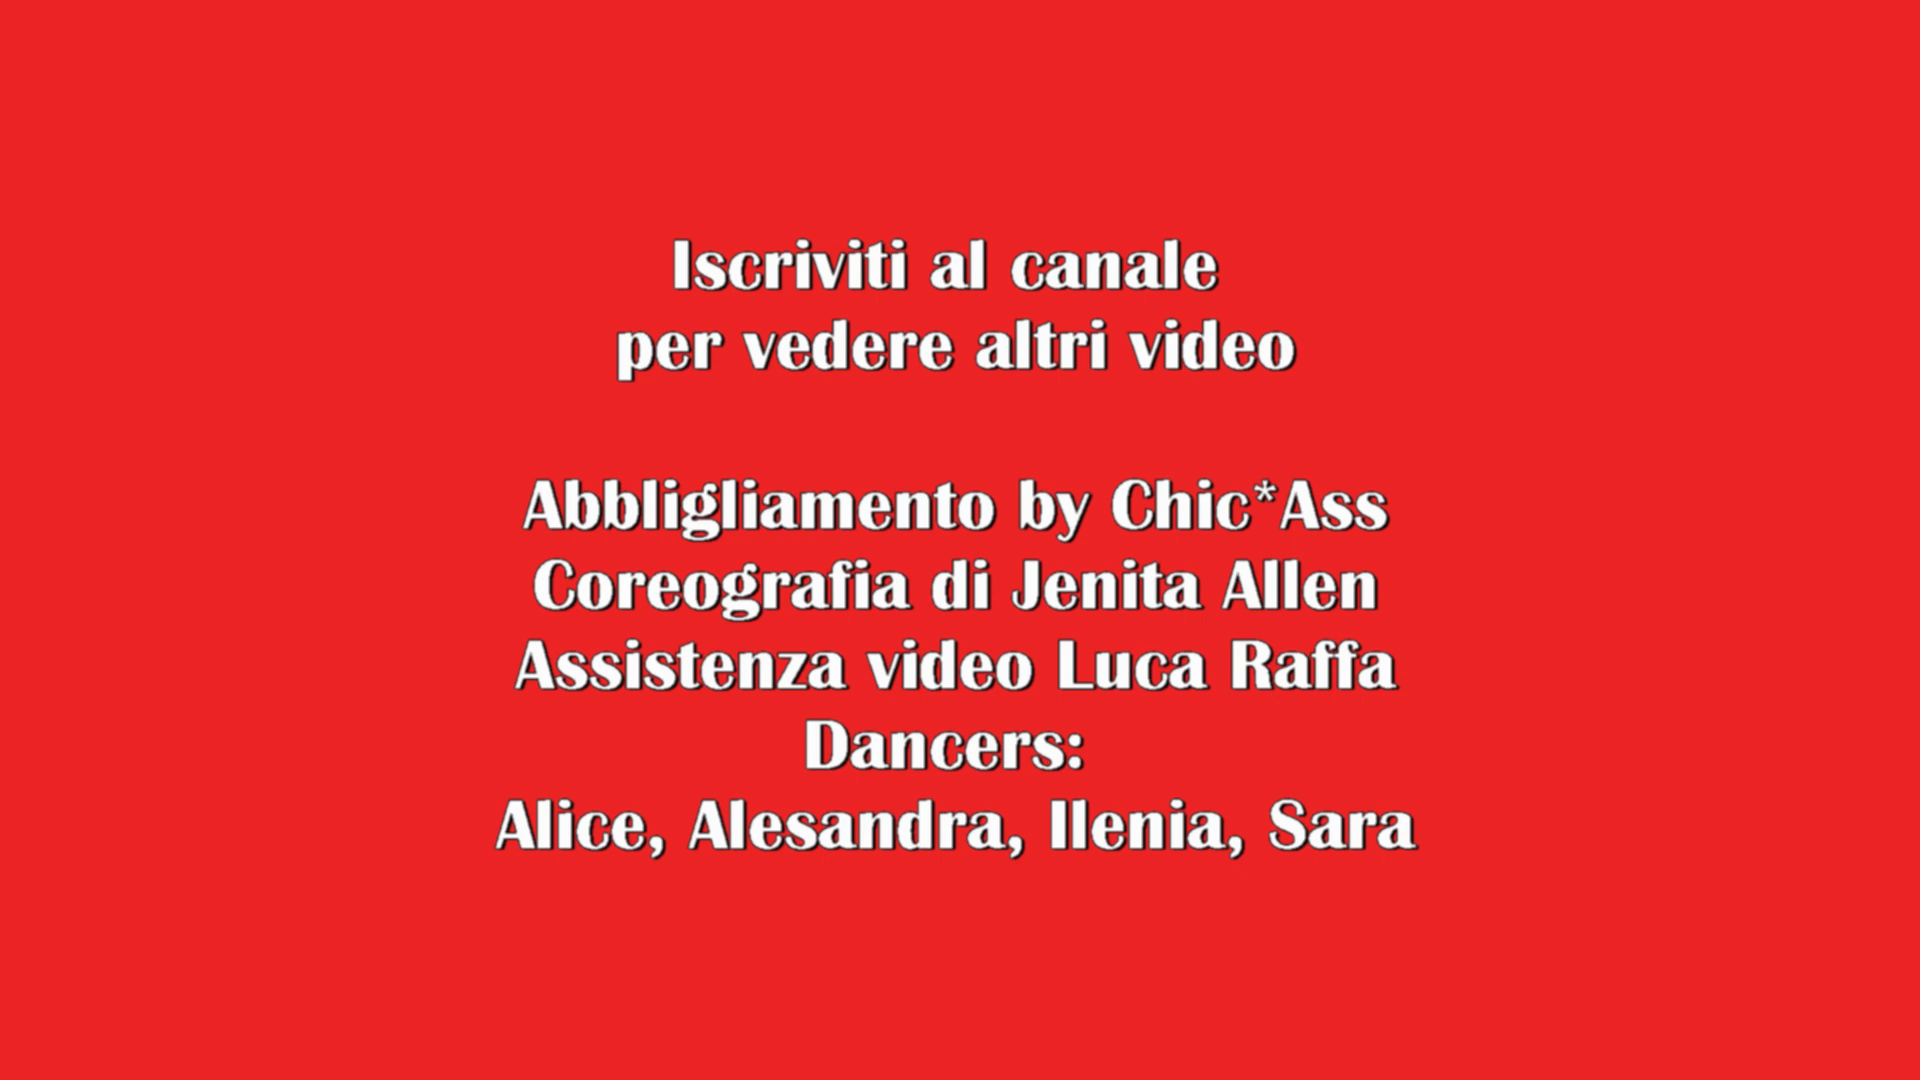 Iscriviti al canale
per vedere altri video
Abbligliamento by Chic*Ass
Coreografia di Jenita Allen
Assistenza video Luca Raffa
Dancers:
Alice, Alesandra, Ilenia, Sara